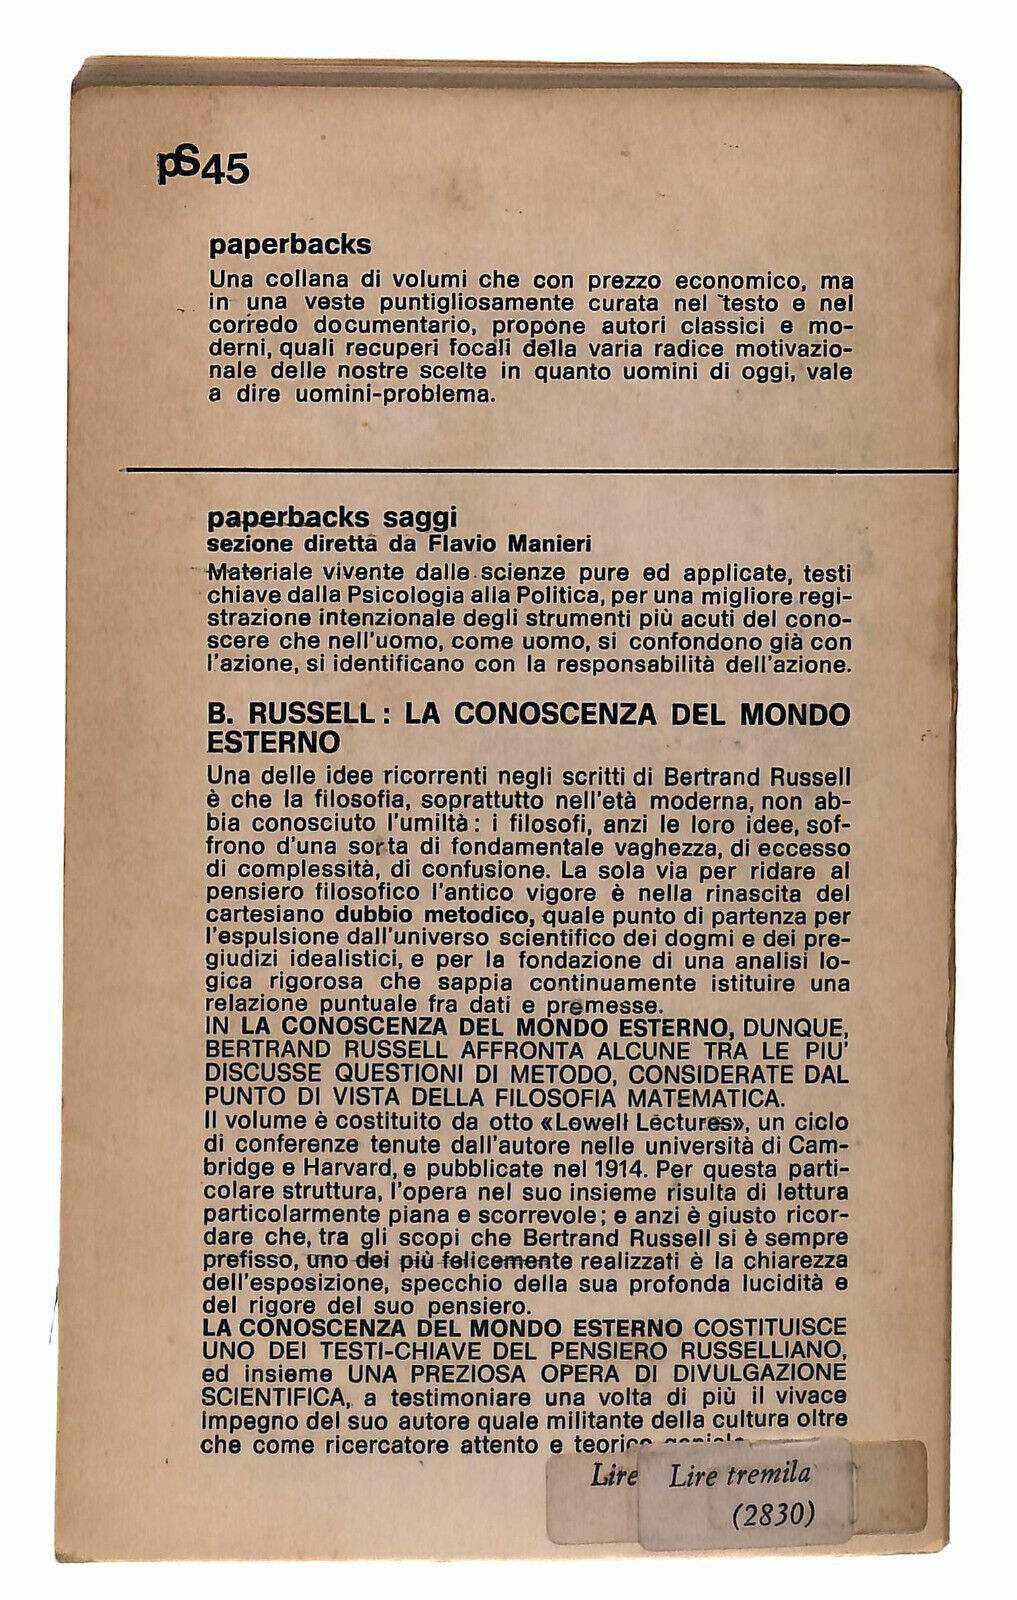 pS45
paperbacks
Una collana di volumi che con prezzo economico, ma
in una veste puntigliosamente curata nel testo e nel
corredo documentario, propone autori classici e mo-
derni, quali recuperi focali della varia radice motivazio-
nale delle nostre scelte in quanto uomini di oggi, vale
a dire uomini-problema.
paperbacks saggi
sezione diretta da Flavio Manieri
Materiale vivente dalle scienze pure ed applicate, testi
chiave dalla Psicologia alla Politica, per una migliore regi-
strazione intenzionale degli strumenti più acuti del cono-
scere che nell'uomo, come uomo, si confondono già con
l'azione, si identificano con la responsabilità dell'azione.
B. RUSSELL: LA CONOSCENZA DEL MONDO
ESTERNO
Una delle idee ricorrenti negli scritti di Bertrand Russell
è che la filosofia, soprattutto nell'età moderna, non ab-
bia conosciuto l'umiltà: i filosofi, anzi le loro idee, sof-
frono d'una sorta di fondamentale vaghezza, di eccesso
di complessità, di confusione. La sola via per ridare al
pensiero filosofico l'antico vigore è nella rinascita del
cartesiano dubbio metodico, quale punto di partenza per
l'espulsione dall'universo scientifico dei dogmi e dei pre-
giudizi idealistici, e per la fondazione di una analisi lo-
gica rigorosa che sappia continuamente istituire una
relazione puntuale fra dati e premesse.
IN LA CONOSCENZA DEL MONDO ESTERNO, DUNQUE,
BERTRAND RUSSELL AFFRONTA ALCUNE TRA LE PIU'
DISCUSSE QUESTIONI DI METODO, CONSIDERATE DAL
PUNTO DI VISTA DELLA FILOSOFIA MATEMATICA.
Il volume è costituito da otto «Lowell Lectures», un ciclo
di conferenze tenute dall'autore nelle università di Cam-
bridge e Harvard, e pubblicate nel 1914. Per questa parti-
colare struttura, l'opera nel suo insieme risulta di lettura
particolarmente piana e scorrevole; e anzi è giusto ricor-
dare che, tra gli scopi che Bertrand Russell si è sempre
prefisso, uno dei più felicemente realizzati è la chiarezza
dell'esposizione, specchio della sua profonda lucidità e
del rigore del suo pensiero.
LA CONOSCENZA DEL MONDO ESTERNO COSTITUISCE
UNO DEI TESTI-CHIAVE DEL PENSIERO RUSSELLIANO,
ed insieme UNA PREZIOSA OPERA DI DIVULGAZIONE
SCIENTIFICA, a testimoniare una volta di più il vivace
impegno del suo autore quale militante della cultura oltre
che come ricercatore attento e teorico
Lire Lire tremila
(2830)